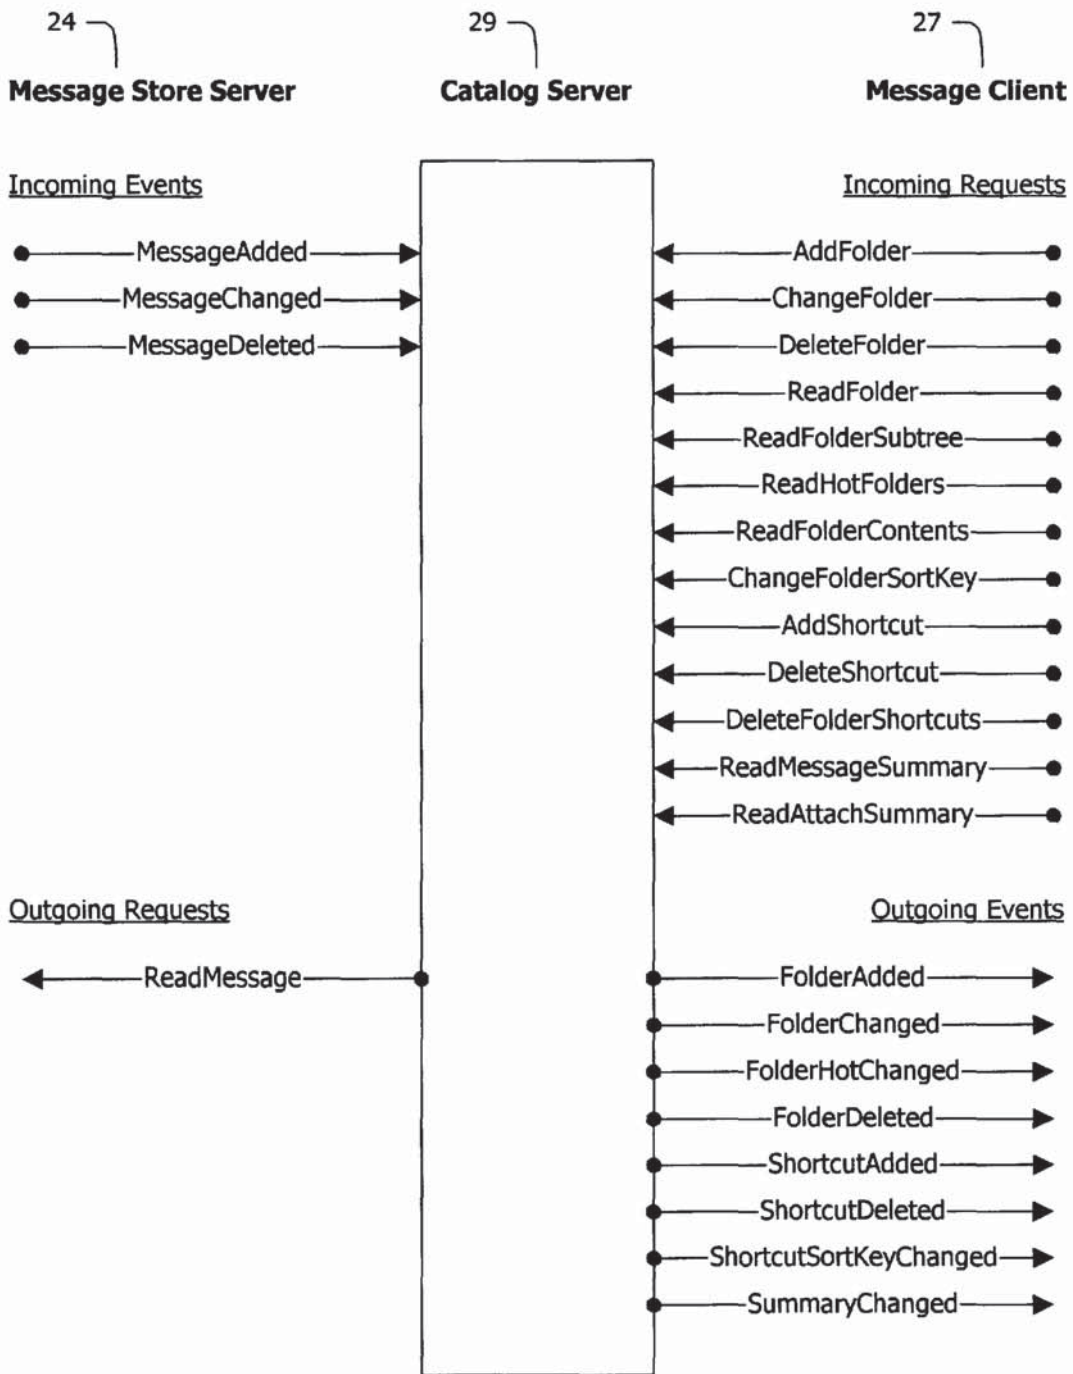 24 29 27
Message Store Server Catalog Server Message Client
Incoming Events Incoming Requests
MessageAdded AddFolder
MessageChanged ChangeFolder
MessageDeleted DeleteFolder
ReadFolder
ReadFolderSubtree
ReadHotFolders
ReadFolderContents
ChangeFolderSortKey
AddShortcut
DeleteShortcut
DeleteFolderShortcuts
ReadMessageSummary
ReadAttachSummary
Outgoing Requests Outgoing Events
ReadMessage FolderAdded
FolderChanged
FolderHotChanged
FolderDeleted
ShortcutAdded
ShortcutDeleted
ShortcutSortKeyChanged
SummaryChanged